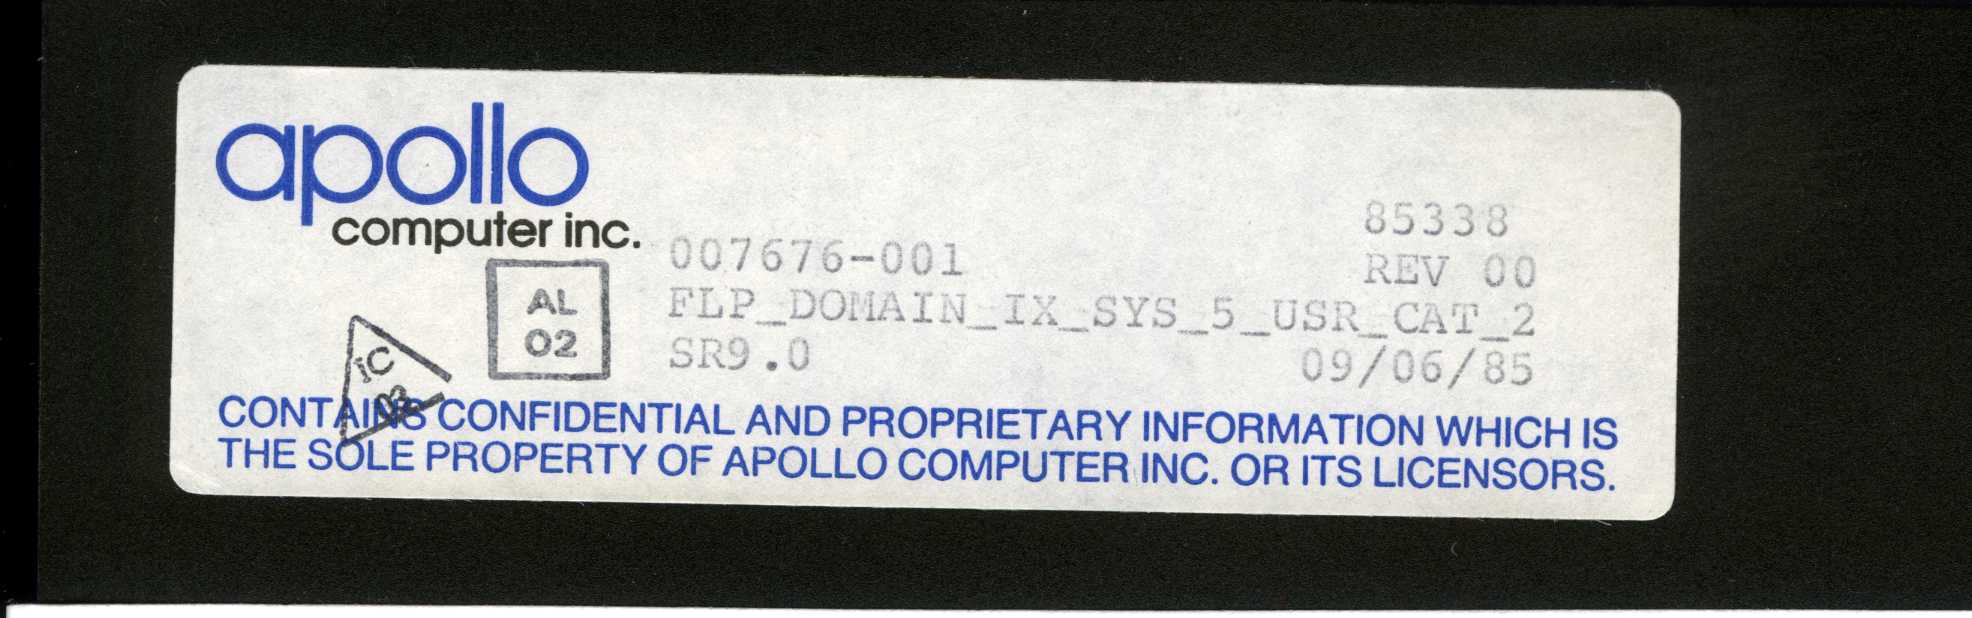 apollo
computer inc.
85338
007676-001 REV 00
FLP_DOMAIN_IX_SYS_5_USR_CAT_2
SR9.0 09/06/85
AL
02
IC
03
CONTAINS CONFIDENTIAL AND PROPRIETARY INFORMATION WHICH IS
THE SOLE PROPERTY OF APOLLO COMPUTER INC. OR ITS LICENSORS.